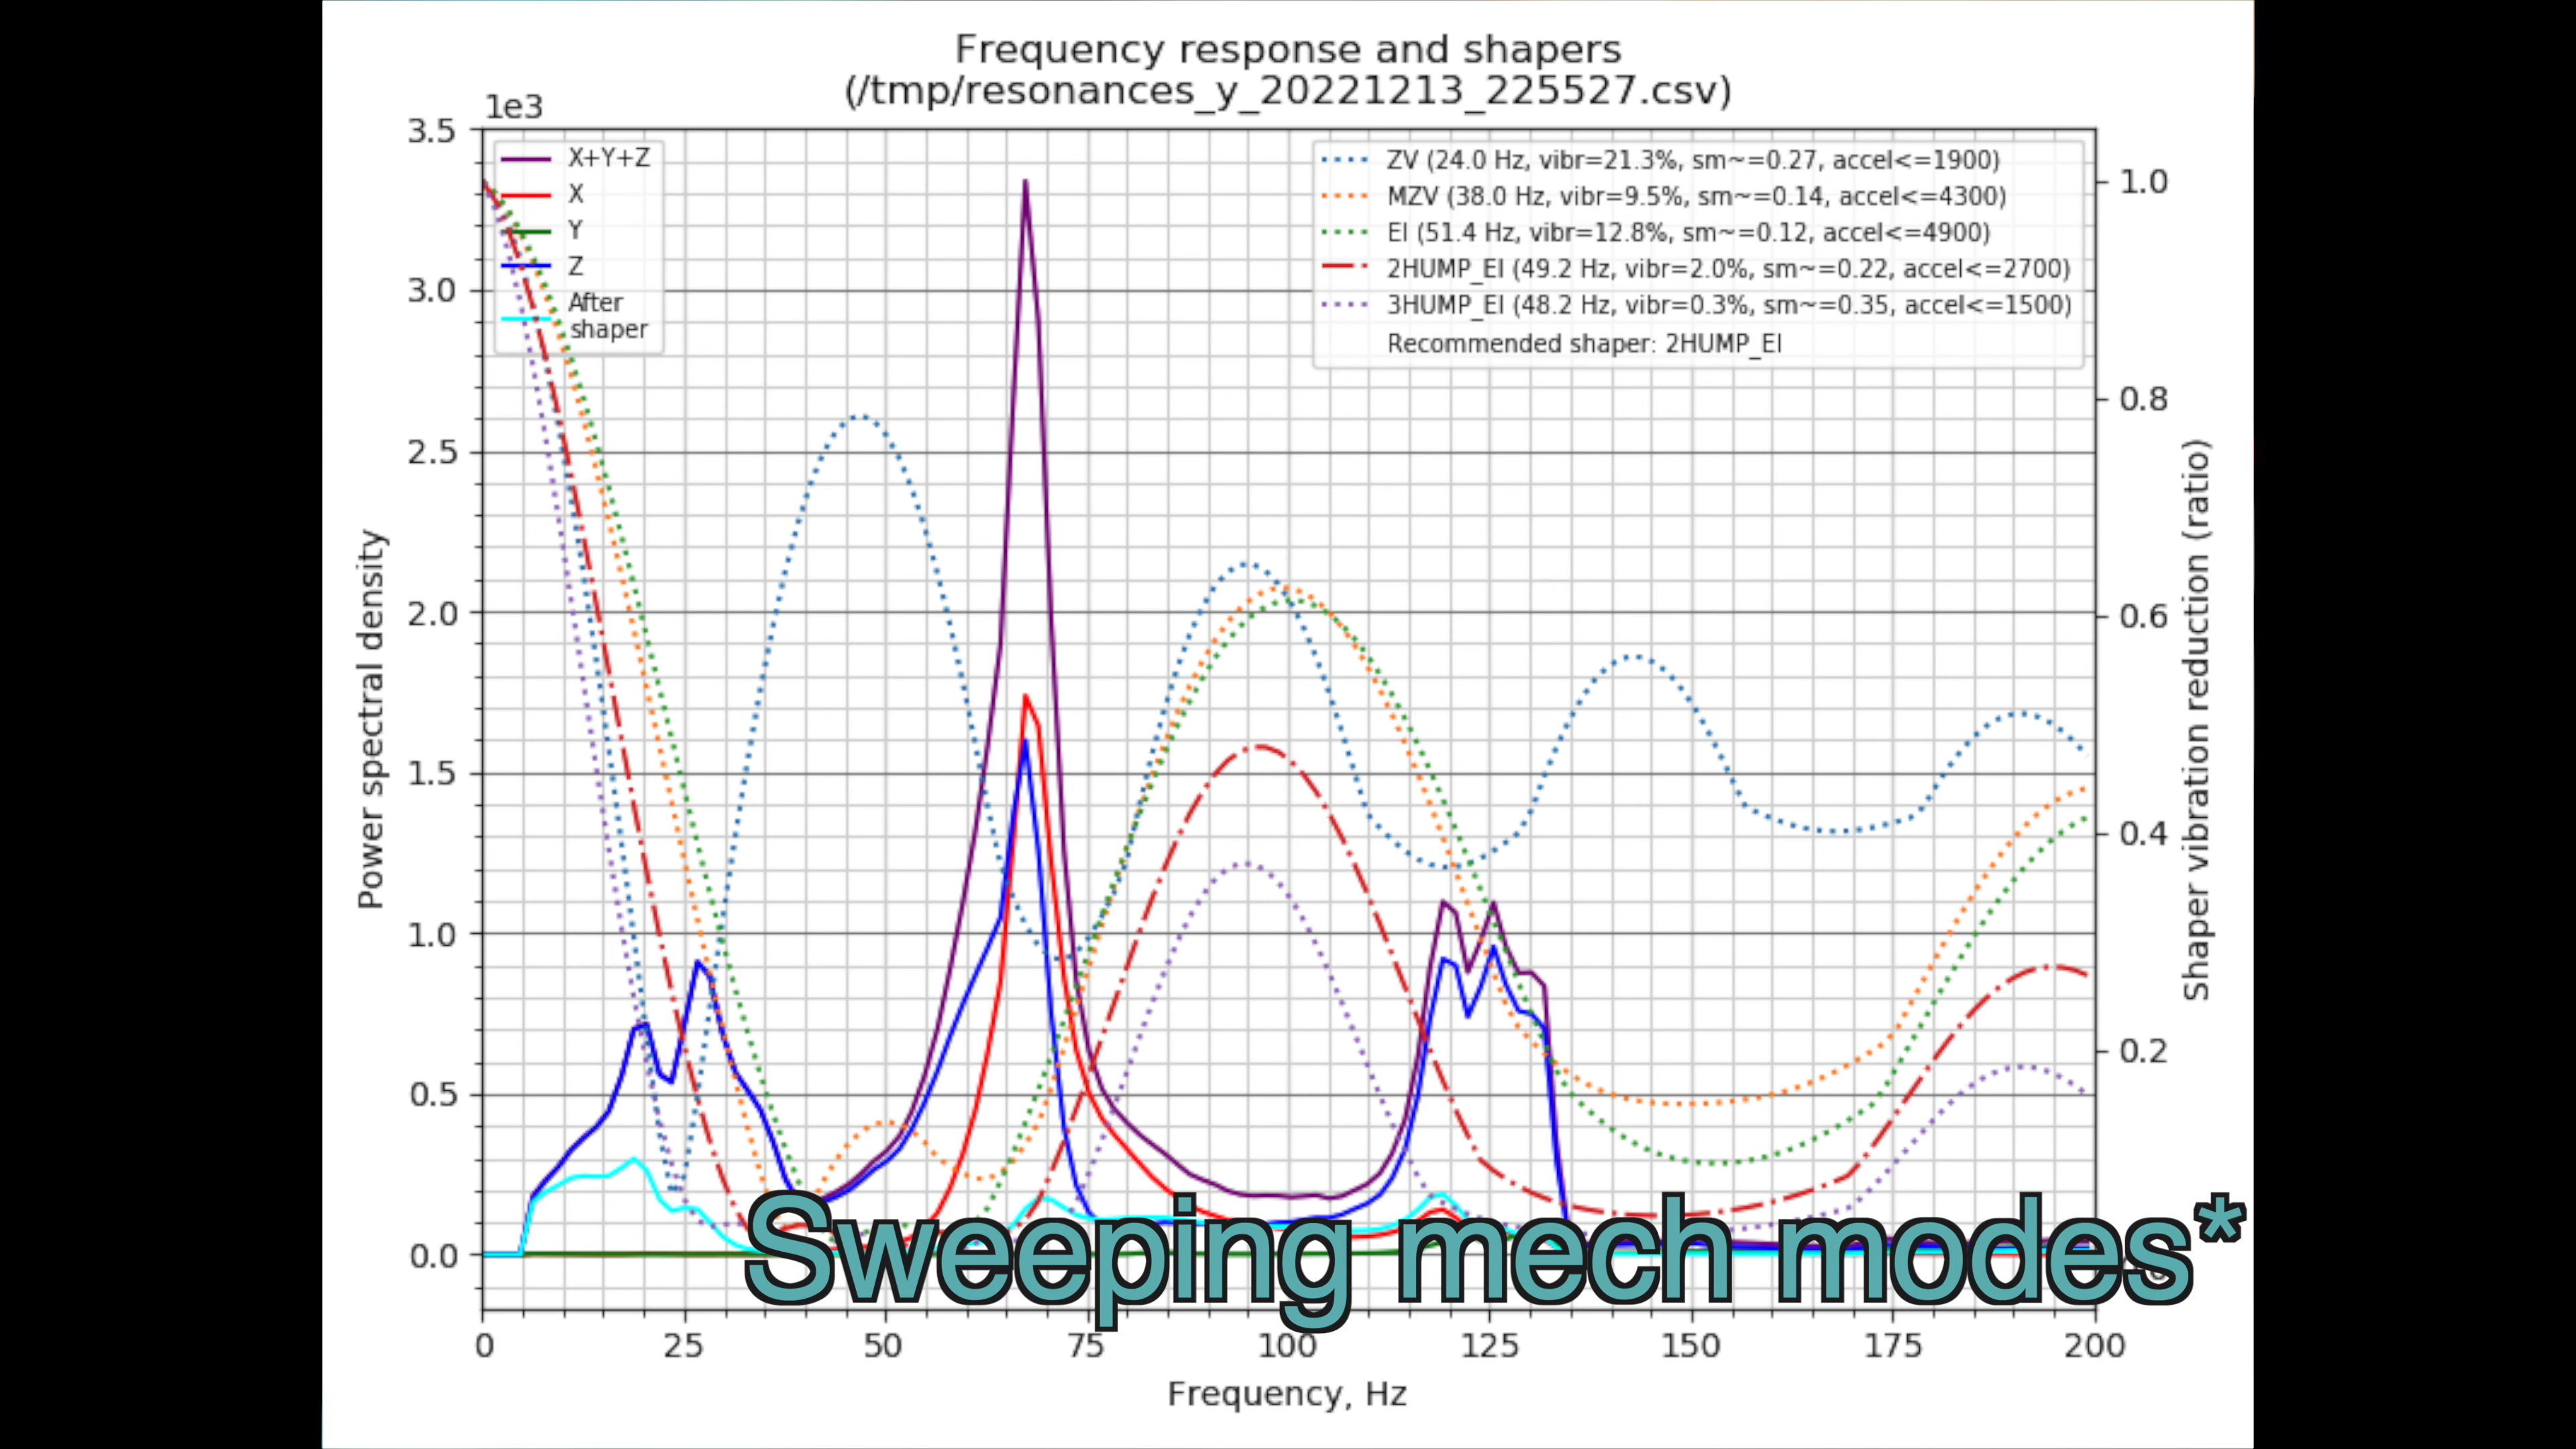 Frequency response and shapers
(/tmp/resonances_y_20221213_225527.csv)
1e3
3.5
3.0
2.5
2.0
1.5
1.0
0.5
0.0
Power spectral density
X+Y+Z
X
Y
Z
After
shaper
ZV (24.0 Hz, vibr=21.3%, sm~=0.27, accel<=1900)
MZV (38.0 Hz, vibr=9.5%, sm~=0.14, accel<=4300)
EI (51.4 Hz, vibr=12.8%, sm~=0.12, accel<=4900)
2HUMP_EI (49.2 Hz, vibr=2.0%, sm~=0.22, accel<=2700)
3HUMP_EI (48.2 Hz, vibr=0.3%, sm~=0.35, accel<=1500)
Recommended shaper: 2HUMP_EI
1.0
0.8
0.6
0.4
0.2
Shaper vibration reduction (ratio)
Sweeping mech modes*
0 25 50 75 100 125 150 175 200
Frequency, Hz